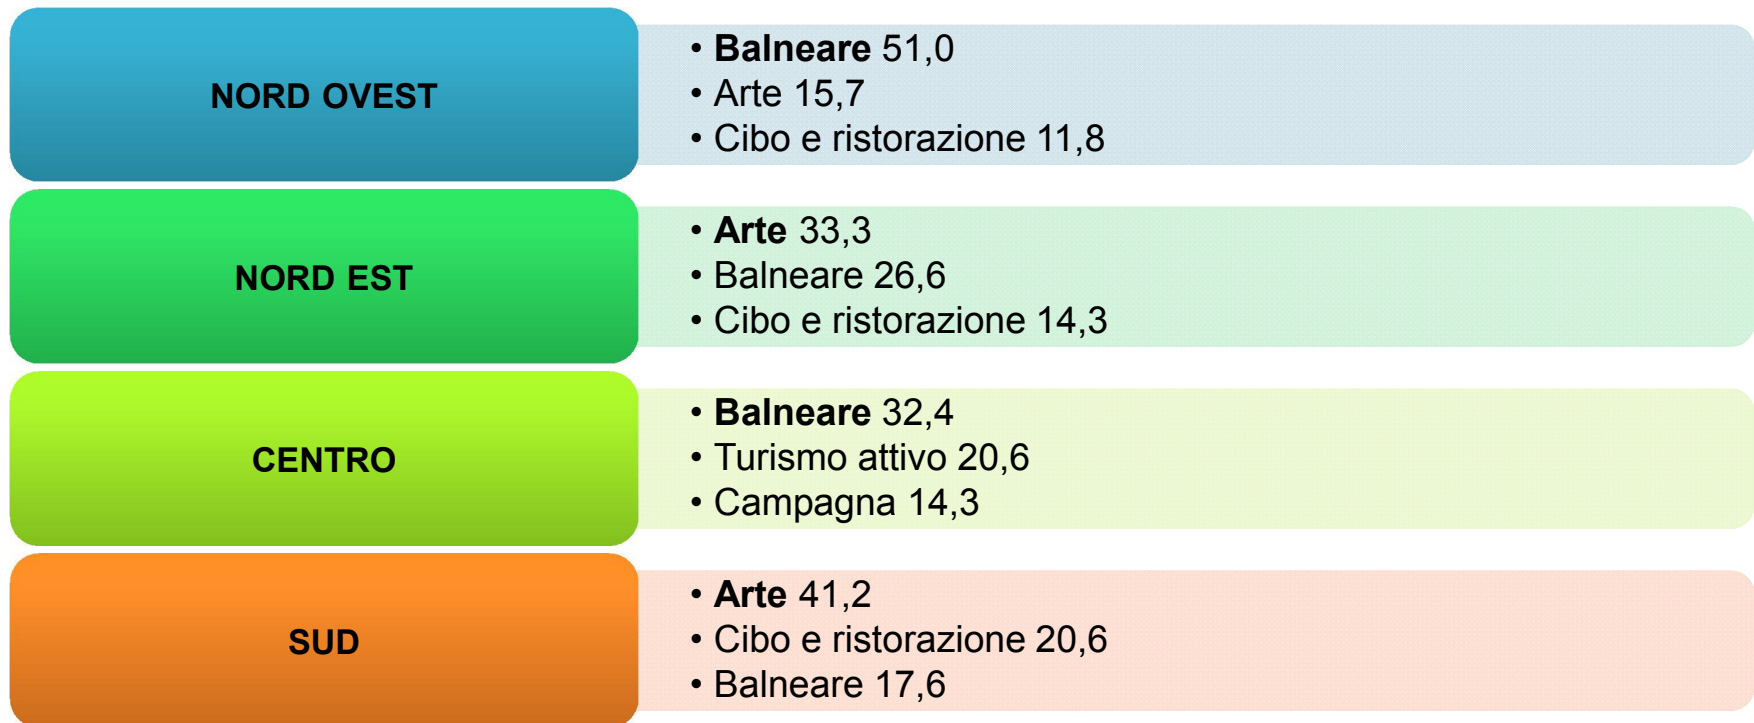 NORD OVEST
• Balneare 51,0
• Arte 15,7
• Cibo e ristorazione 11,8
NORD EST
• Arte 33,3
• Balneare 26,6
• Cibo e ristorazione 14,3
CENTRO
• Balneare 32,4
• Turismo attivo 20,6
• Campagna 14,3
SUD
• Arte 41,2
• Cibo e ristorazione 20,6
• Balneare 17,6